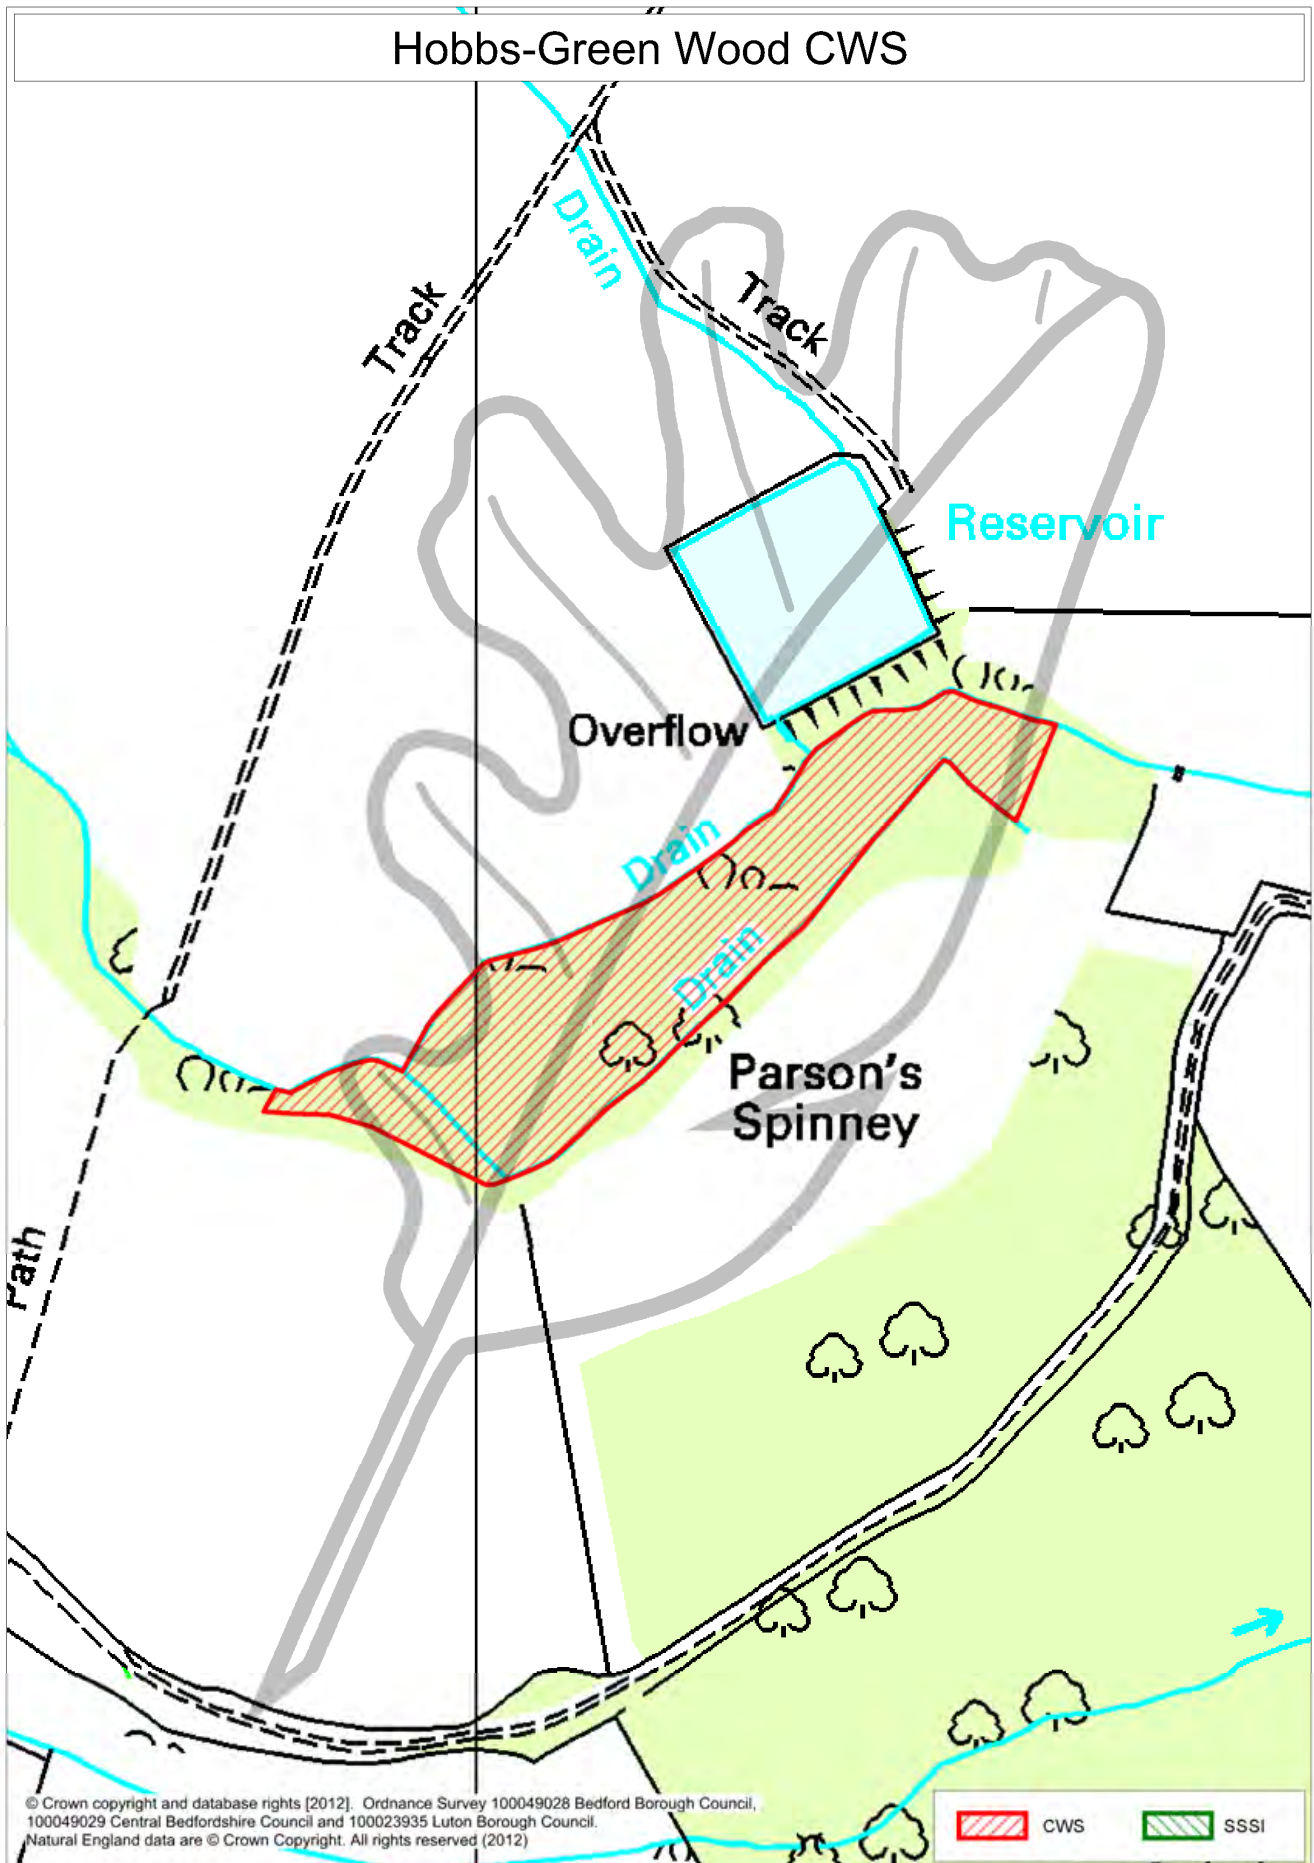 Hobbs-Green Wood CWS
Drain
Track
Track
Reservoir
Overflow
Drain
Drain
Parson's
Spinney
Path
© Crown copyright and database rights [2012]. Ordnance Survey 100049028 Bedford Borough Council,
100049029 Central Bedfordshire Council and 100023935 Luton Borough Council.
Natural England data are © Crown Copyright. All rights reserved (2012)
CWS
SSSI